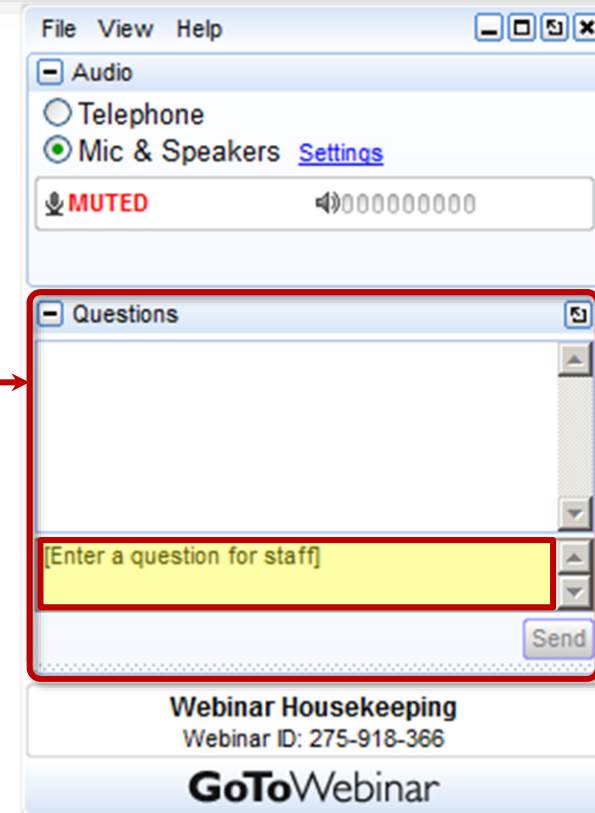 File View Help
Audio
Telephone
Mic & Speakers Settings
MUTED 000000000
Questions
[Enter a question for staff]
Send
Webinar Housekeeping
Webinar ID: 275-918-366
GoToWebinar